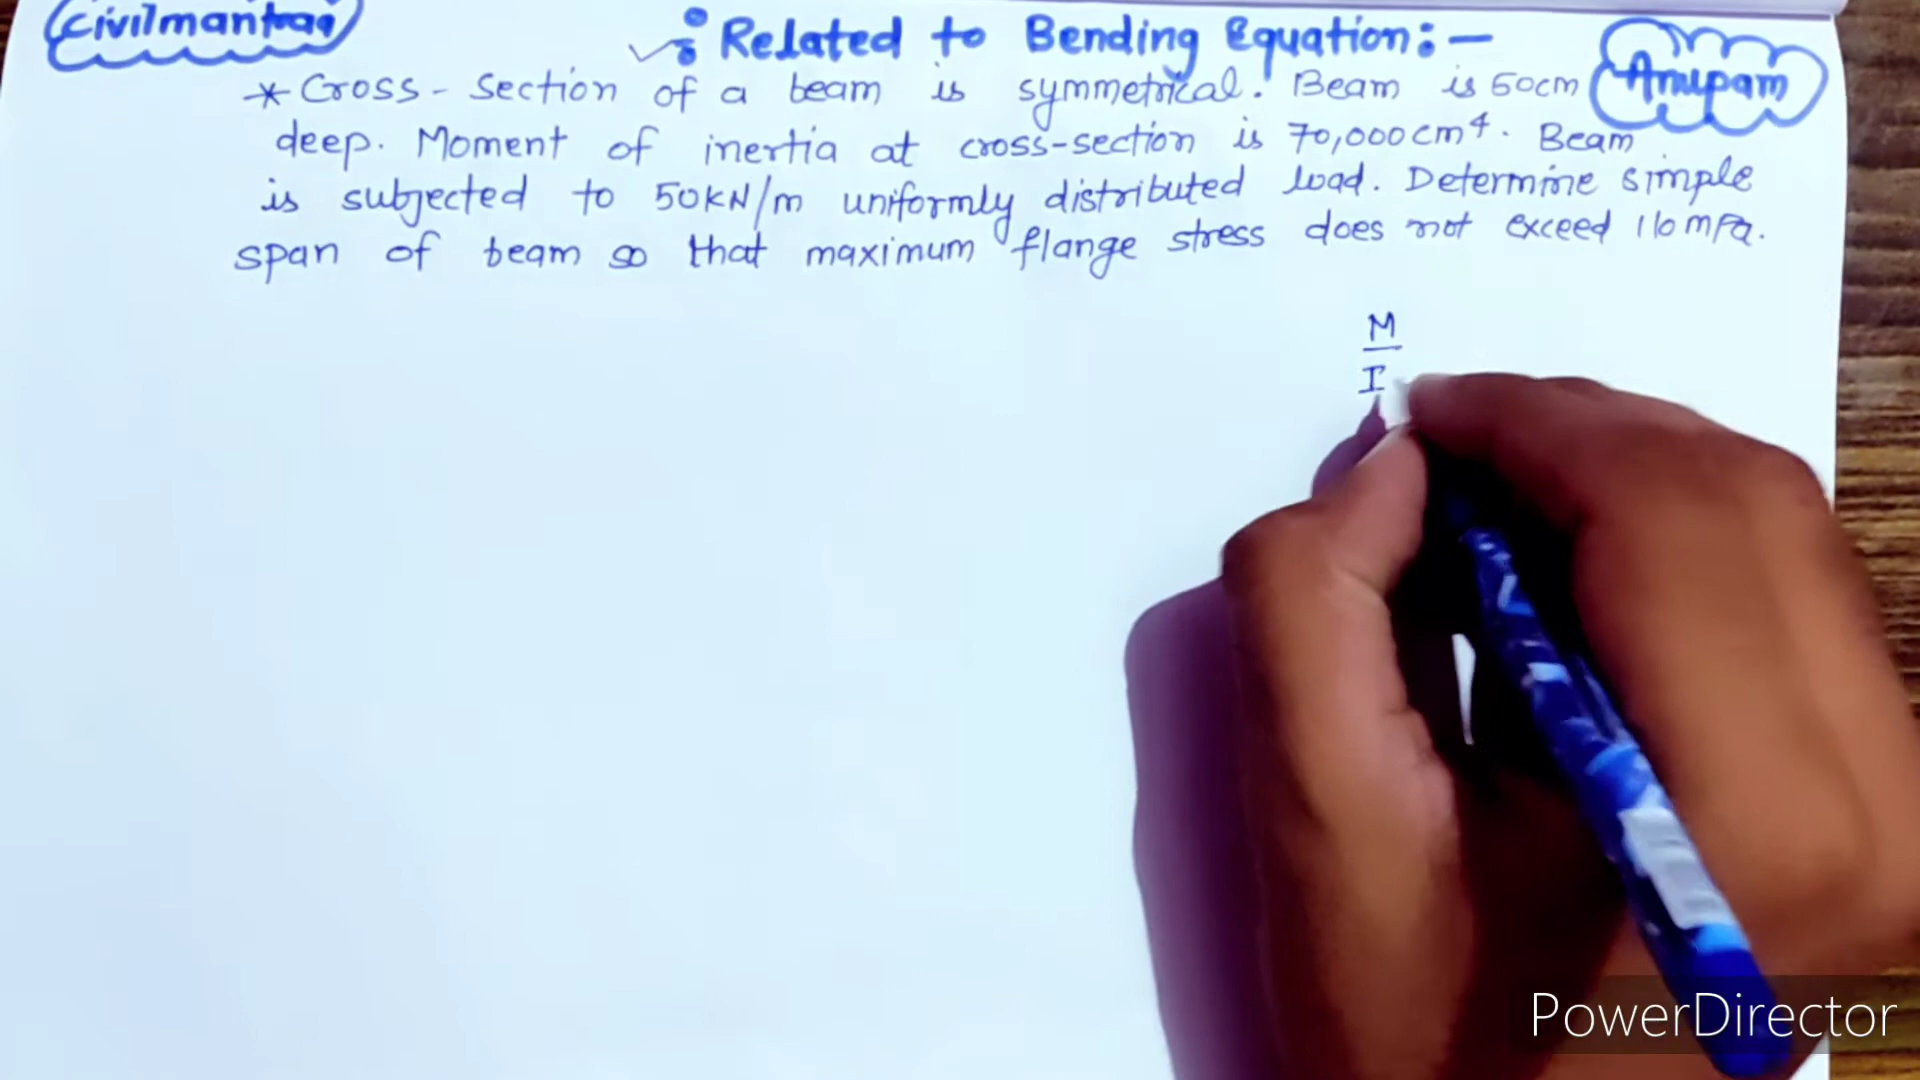 Civilmantraa
: Related to Bending Equation:-
Anupam
* Cross-section of a beam is symmetrical. Beam is 50cm
deep. Moment of inertia at cross-section is 70,000cm⁴. Beam
is subjected to 50KN/m uniformly distributed load. Determine simple
span of beam so that maximum flange stress does not exceed 110mPa.
M
I
PowerDirector